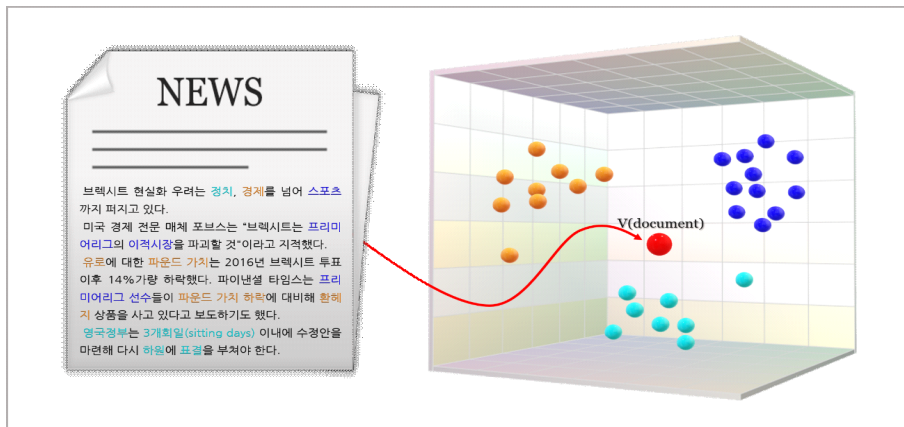 NEWS
브렉시트 현실화 우려는 정치, 경제를 넘어 스포츠
까지 퍼지고 있다.
미국 경제 전문 매체 포브스는 "브렉시트는 프리미
어리그의 이적시장을 파괴할 것"이라고 지적했다.
유로에 대한 파운드 가치는 2016년 브렉시트 투표
이후 14%가량 하락했다. 파이낸셜 타임스는 프리
미어리그 선수들이 파운드 가치 하락에 대비해 환헤
지 상품을 사고 있다고 보도하기도 했다.
영국정부는 3개회일(sitting days) 이내에 수정안을
마련해 다시 하원에 표결을 부쳐야 한다.
V(document)